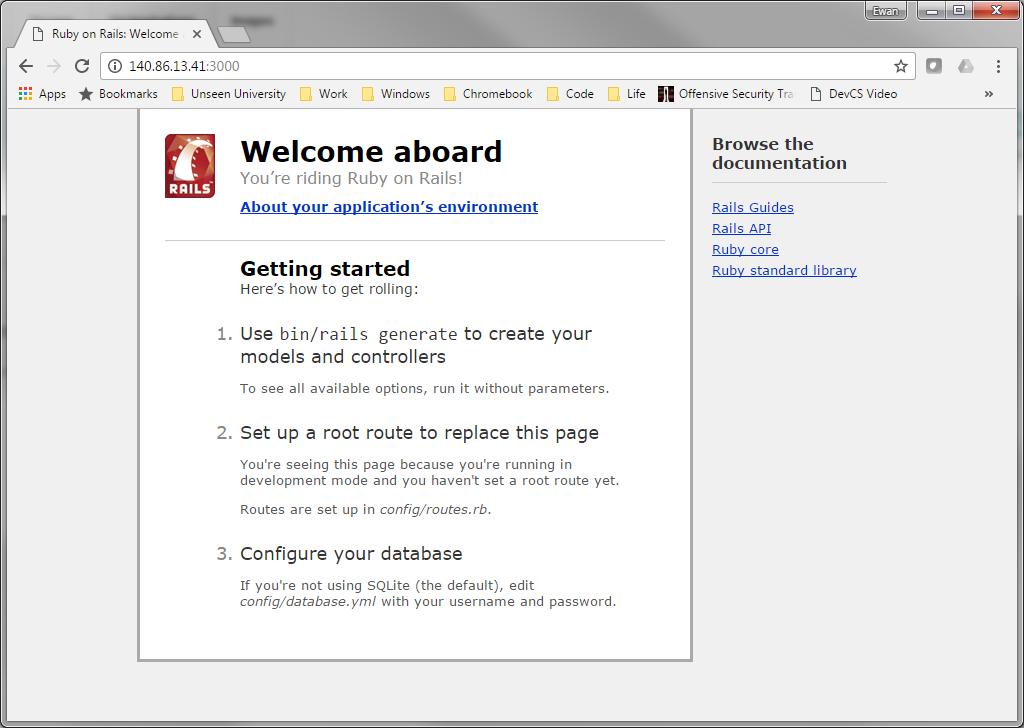 Ewan
Ruby on Rails: Welcome
140.86.13.41:3000
Apps Bookmarks Unseen University Work Windows Chromebook Code Life Offensive Security Tra DevCS Video »
RAILS
Welcome aboard
You’re riding Ruby on Rails!
About your application’s environment
Getting started
Here’s how to get rolling:
1. Use bin/rails generate to create your
models and controllers
To see all available options, run it without parameters.
2. Set up a root route to replace this page
You're seeing this page because you're running in
development mode and you haven't set a root route yet.
Routes are set up in config/routes.rb.
3. Configure your database
If you're not using SQLite (the default), edit
config/database.yml with your username and password.
Browse the
documentation
Rails Guides
Rails API
Ruby core
Ruby standard library